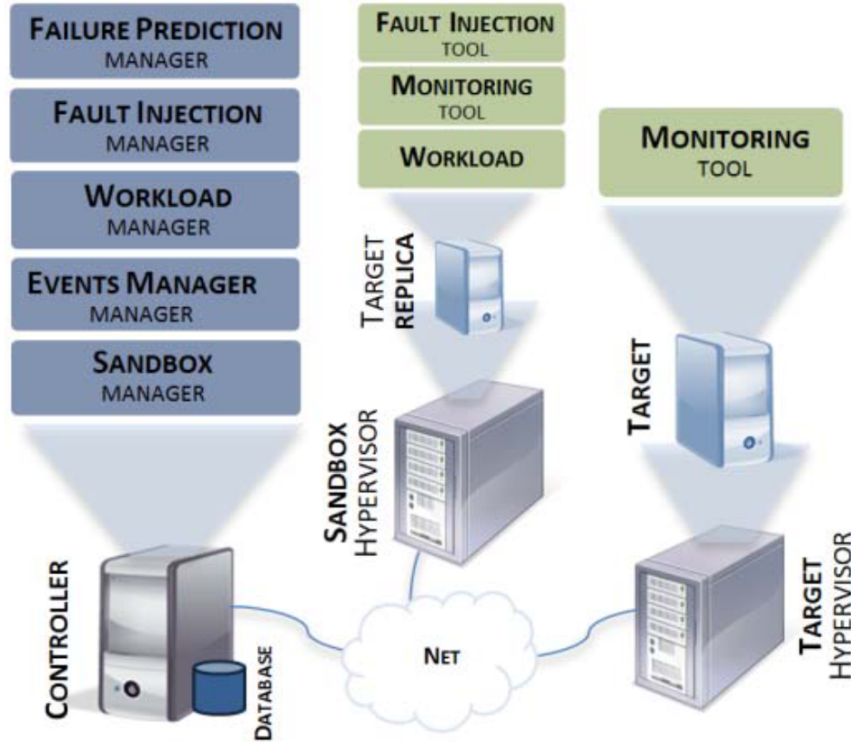 FAILURE PREDICTION
MANAGER
FAULT INJECTION
MANAGER
WORKLOAD
MANAGER
EVENTS MANAGER
MANAGER
SANDBOX
MANAGER
CONTROLLER
DATABASE
FAULT INJECTION
TOOL
MONITORING
TOOL
WORKLOAD
TARGET
REPLICA
SANDBOX
HYPERVISOR
NET
MONITORING
TOOL
TARGET
TARGET
HYPERVISOR